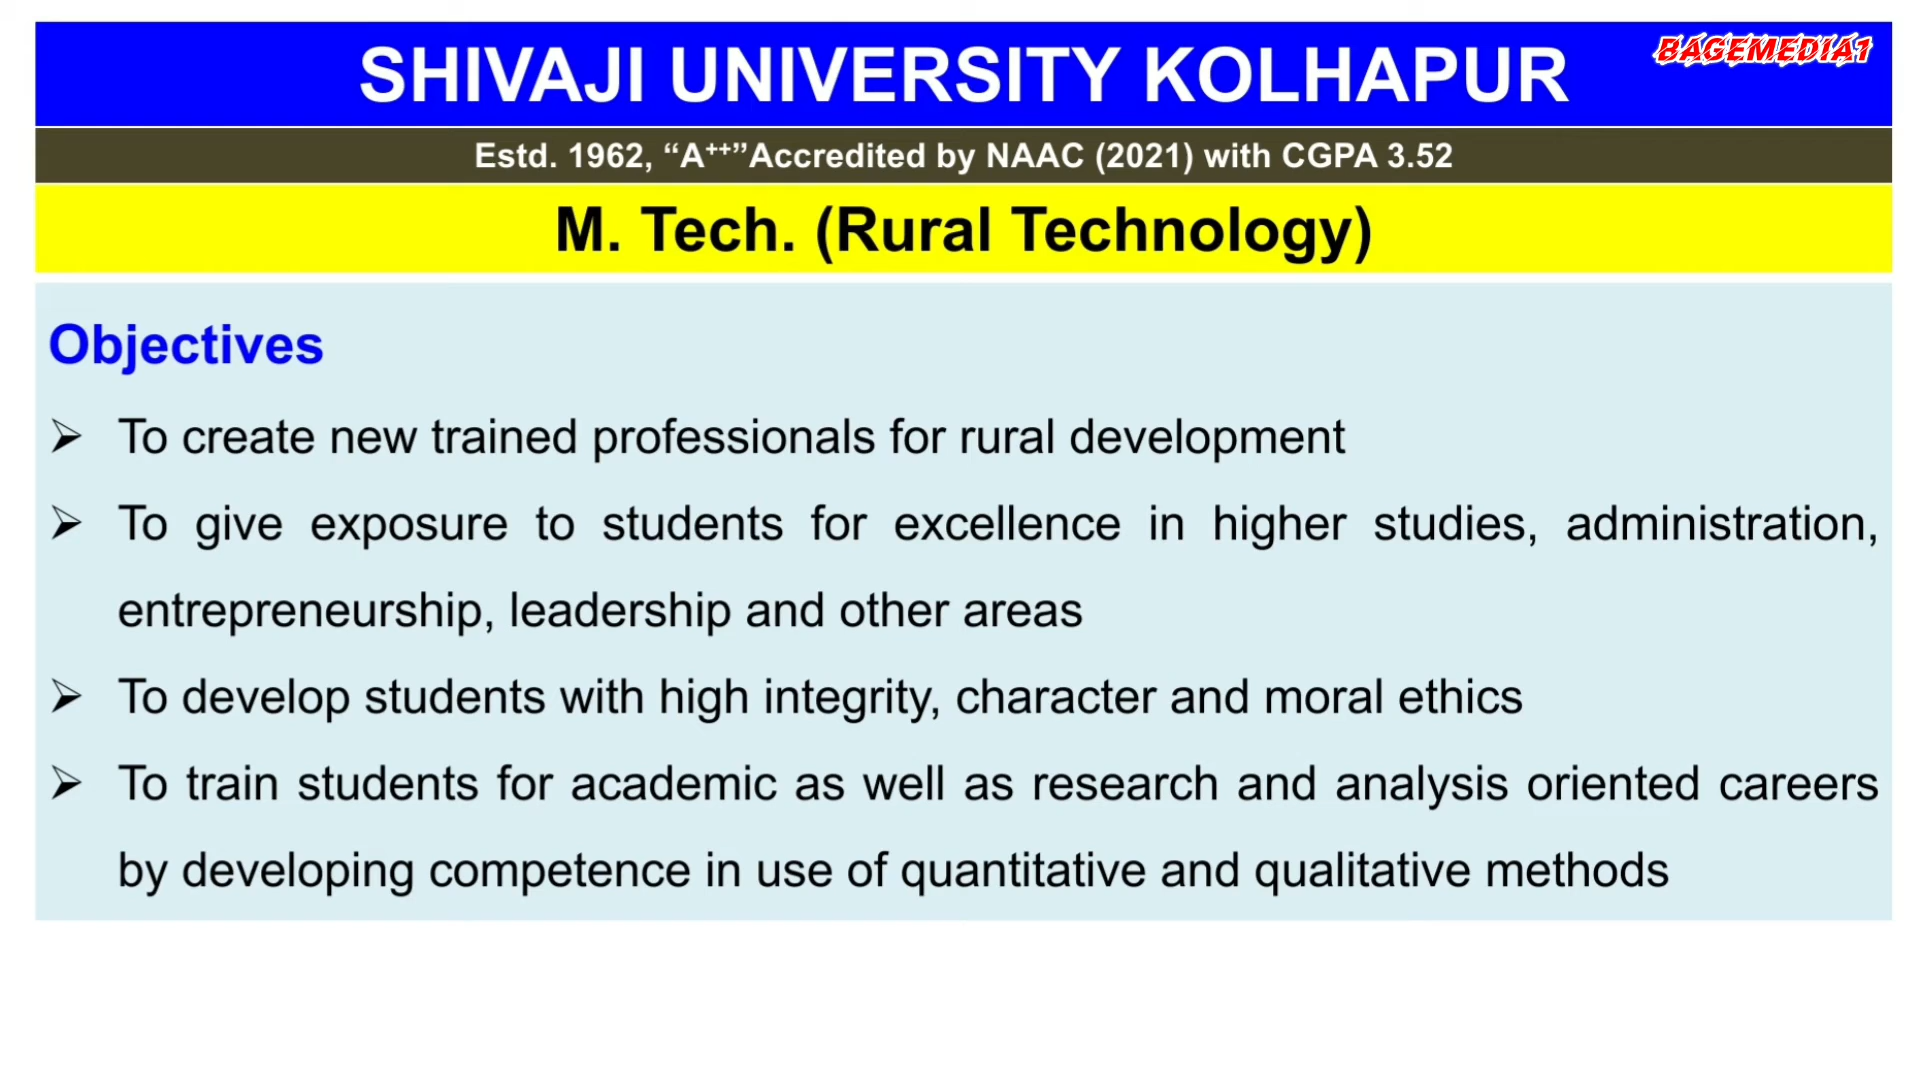 SHIVAJI UNIVERSITY KOLHAPUR
BAGEMEDIA1
Estd. 1962, “A⁺⁺”Accredited by NAAC (2021) with CGPA 3.52
M. Tech. (Rural Technology)
Objectives
➢ To create new trained professionals for rural development
➢ To give exposure to students for excellence in higher studies, administration,
entrepreneurship, leadership and other areas
➢ To develop students with high integrity, character and moral ethics
➢ To train students for academic as well as research and analysis oriented careers
by developing competence in use of quantitative and qualitative methods